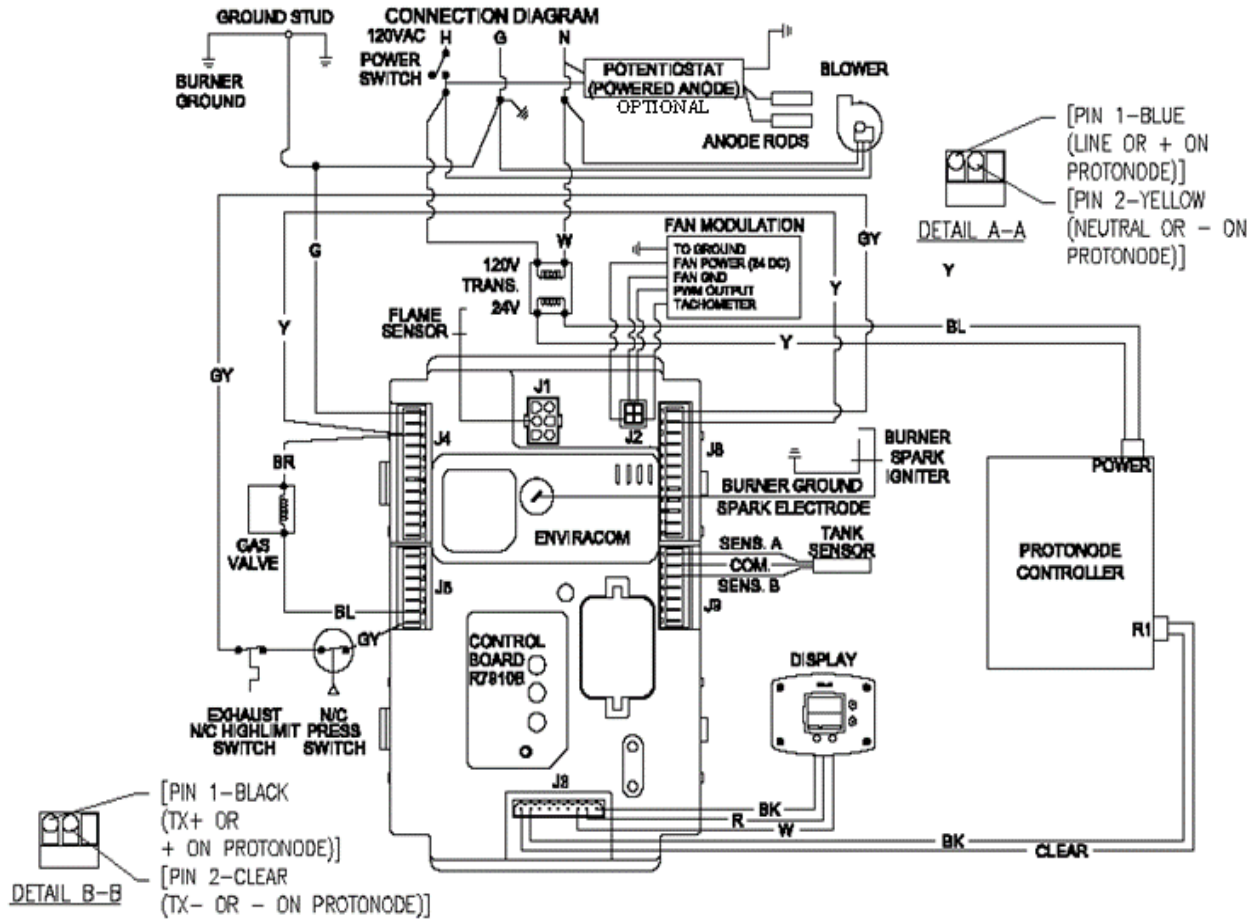 GROUND STUD
CONNECTION DIAGRAM
120VAC H G N
POWER
SWITCH
BURNER
GROUND
POTENTIOSTAT
(POWERED ANODE)
OPTIONAL
BLOWER
ANODE RODS
[PIN 1-BLUE
(LINE OR + ON
PROTONODE)]
[PIN 2-YELLOW
(NEUTRAL OR - ON
PROTONODE)]
DETAIL A-A
Y
FAN MODULATION
TO GROUND
FAN POWER (24 DC)
FAN GND
PWM OUTPUT
TACHOMETER
G
W
GY
120V
TRANS.
24V
Y
Y
FLAME
SENSOR
BL
Y
GY
J1
J2
J4
J8
BURNER
SPARK
IGNITER
POWER
BR
BURNER GROUND
SPARK ELECTRODE
GAS
VALVE
ENVIRACOM
SENS. A
COM.
SENS. B
TANK
SENSOR
PROTONODE
CONTROLLER
J5
J9
BL
GY
R1
CONTROL
BOARD
R7910B
DISPLAY
EXHAUST
N/C HIGHLIMIT
SWITCH
N/C
PRESS
SWITCH
J3
BK
R
W
BK
CLEAR
[PIN 1-BLACK
(TX+ OR
+ ON PROTONODE)]
[PIN 2-CLEAR
(TX- OR - ON PROTONODE)]
DETAIL B-B